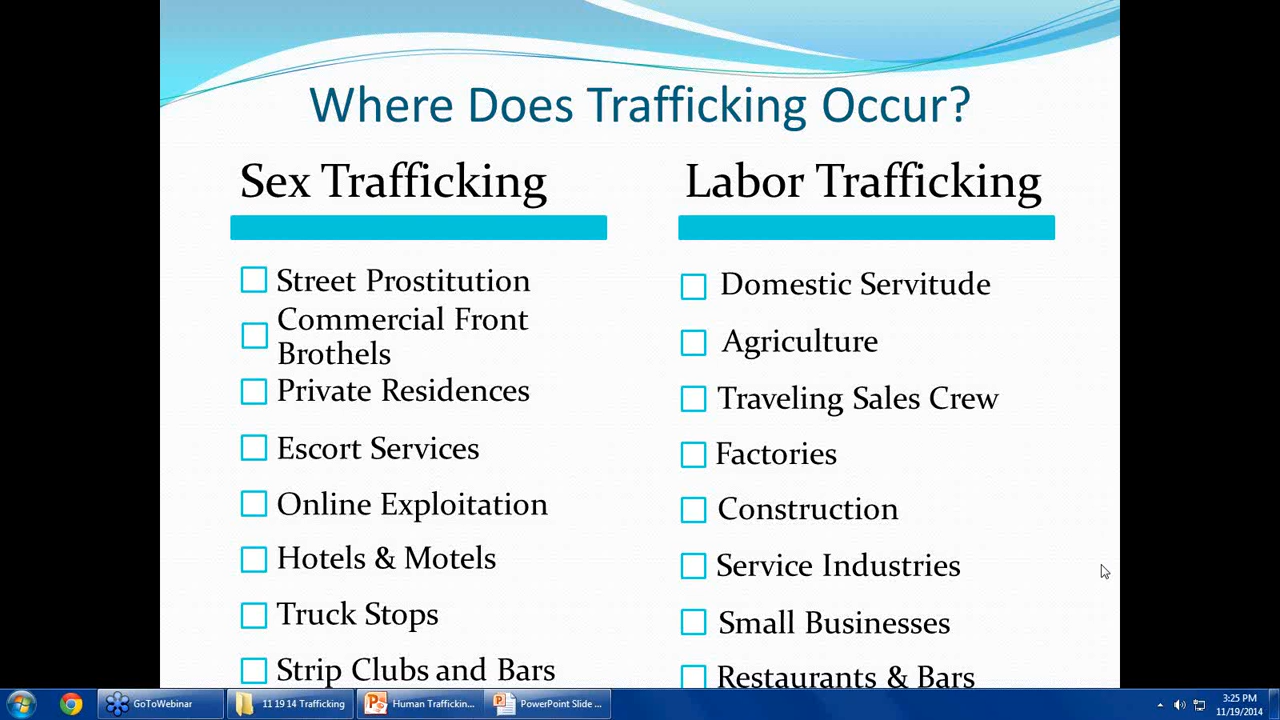 Where Does Trafficking Occur?
Sex Trafficking
Street Prostitution
Commercial Front
Brothels
Private Residences
Escort Services
Online Exploitation
Hotels & Motels
Truck Stops
Strip Clubs and Bars
Labor Trafficking
Domestic Servitude
Agriculture
Traveling Sales Crew
Factories
Construction
Service Industries
Small Businesses
Restaurants & Bars
GoToWebinar
11 19 14 Trafficking
Human Traffickin...
PowerPoint Slide ...
3:25 PM
11/19/2014